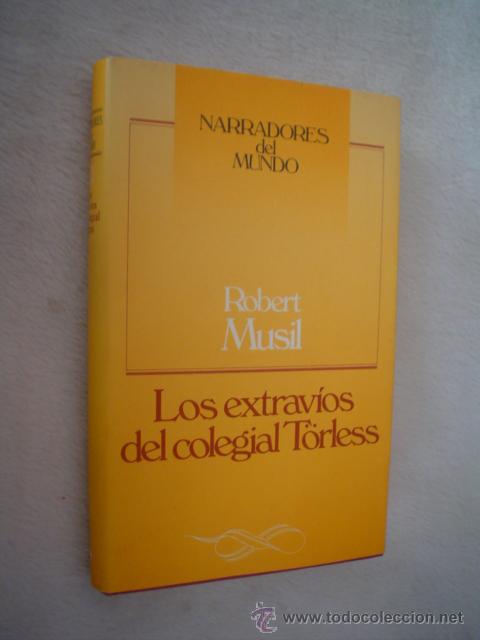 NARRADORES
del
MUNDO
Robert
Musil
Los extravíos
del colegial Törless
www.todocoleccion.net